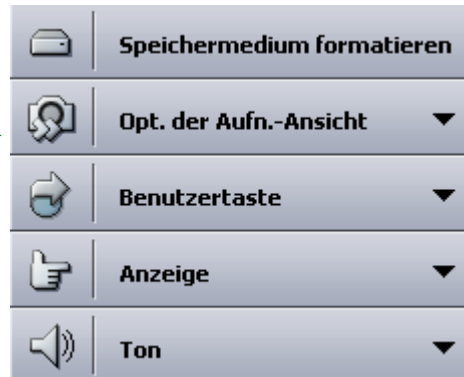 Speichermedium formatieren
Opt. der Aufn.-Ansicht
Benutzertaste
Anzeige
Ton